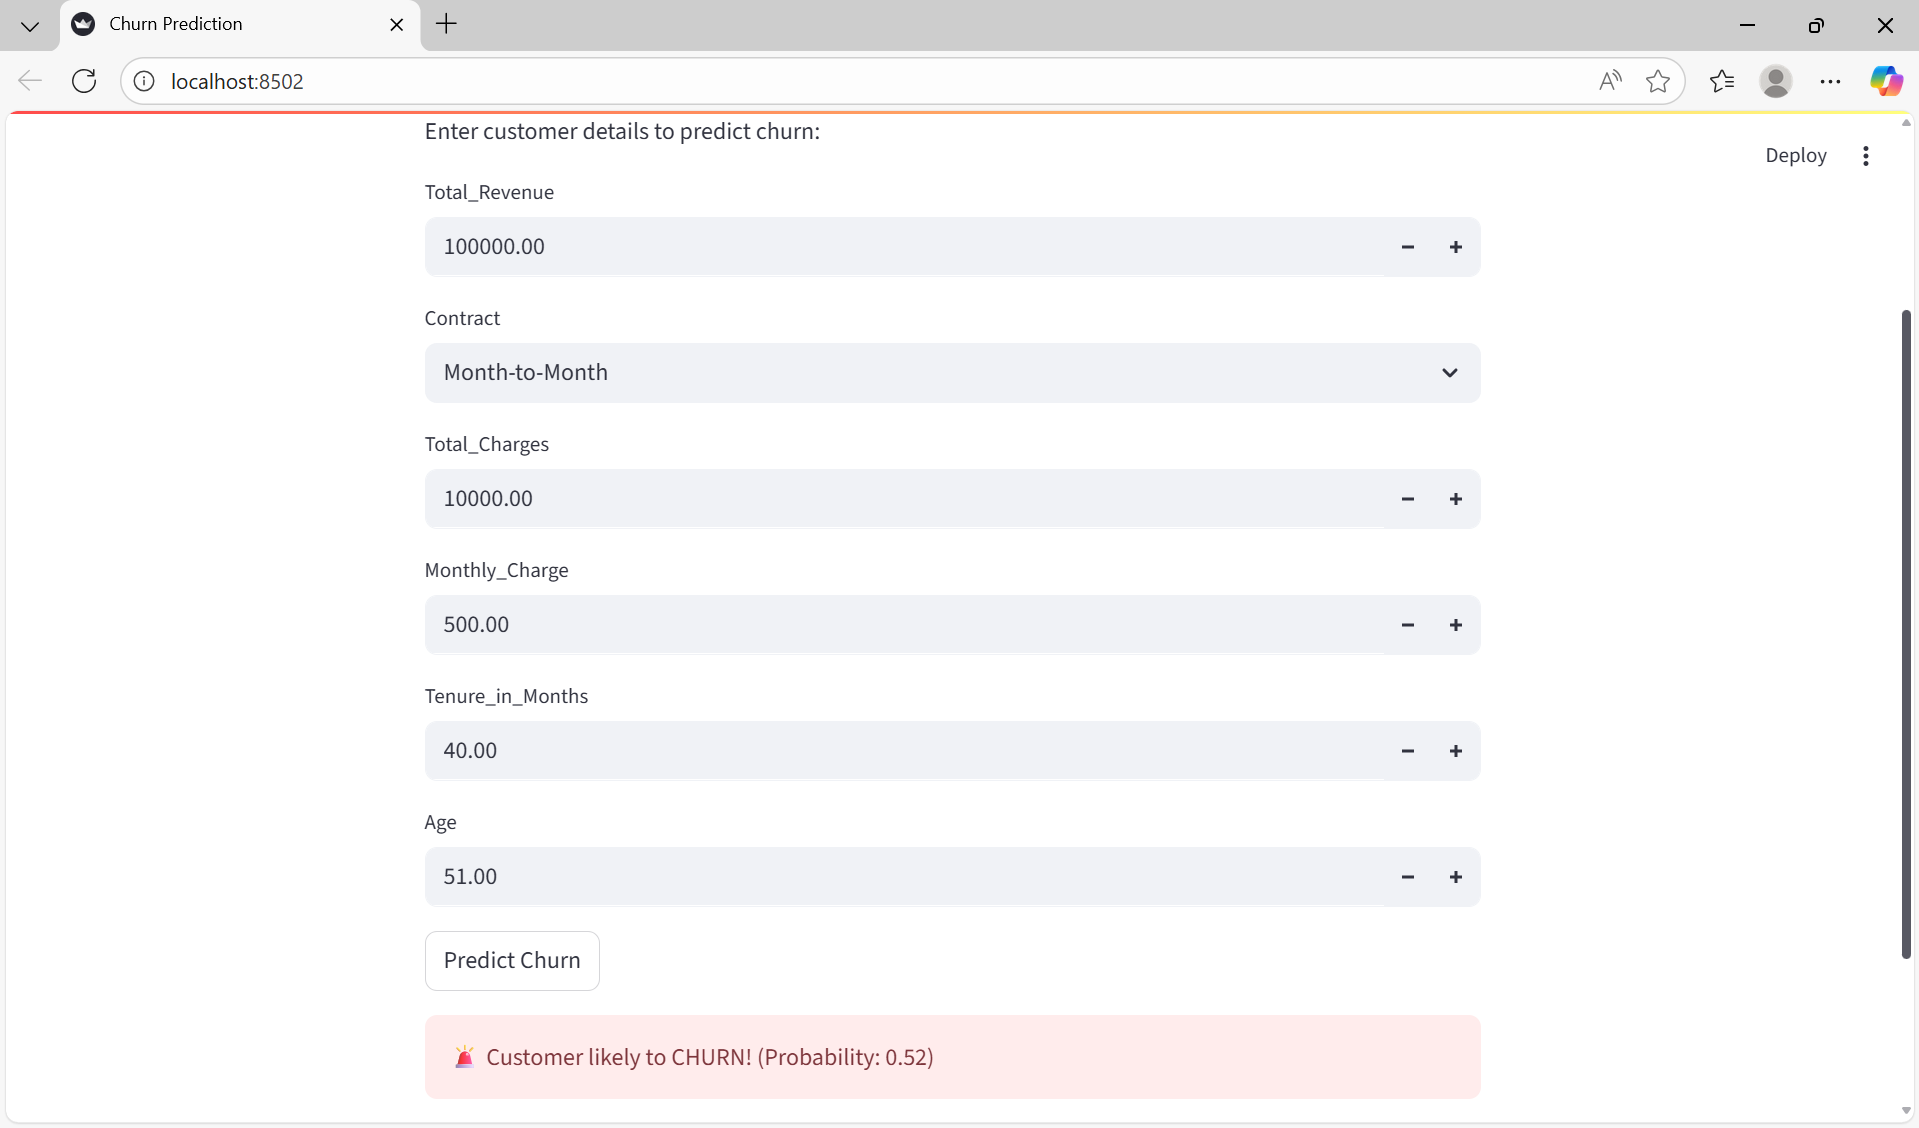 Churn Prediction
localhost:8502
Enter customer details to predict churn:
Deploy
Total_Revenue
100000.00
Contract
Month-to-Month
Total_Charges
10000.00
Monthly_Charge
500.00
Tenure_in_Months
40.00
Age
51.00
Predict Churn
🚨 Customer likely to CHURN! (Probability: 0.52)